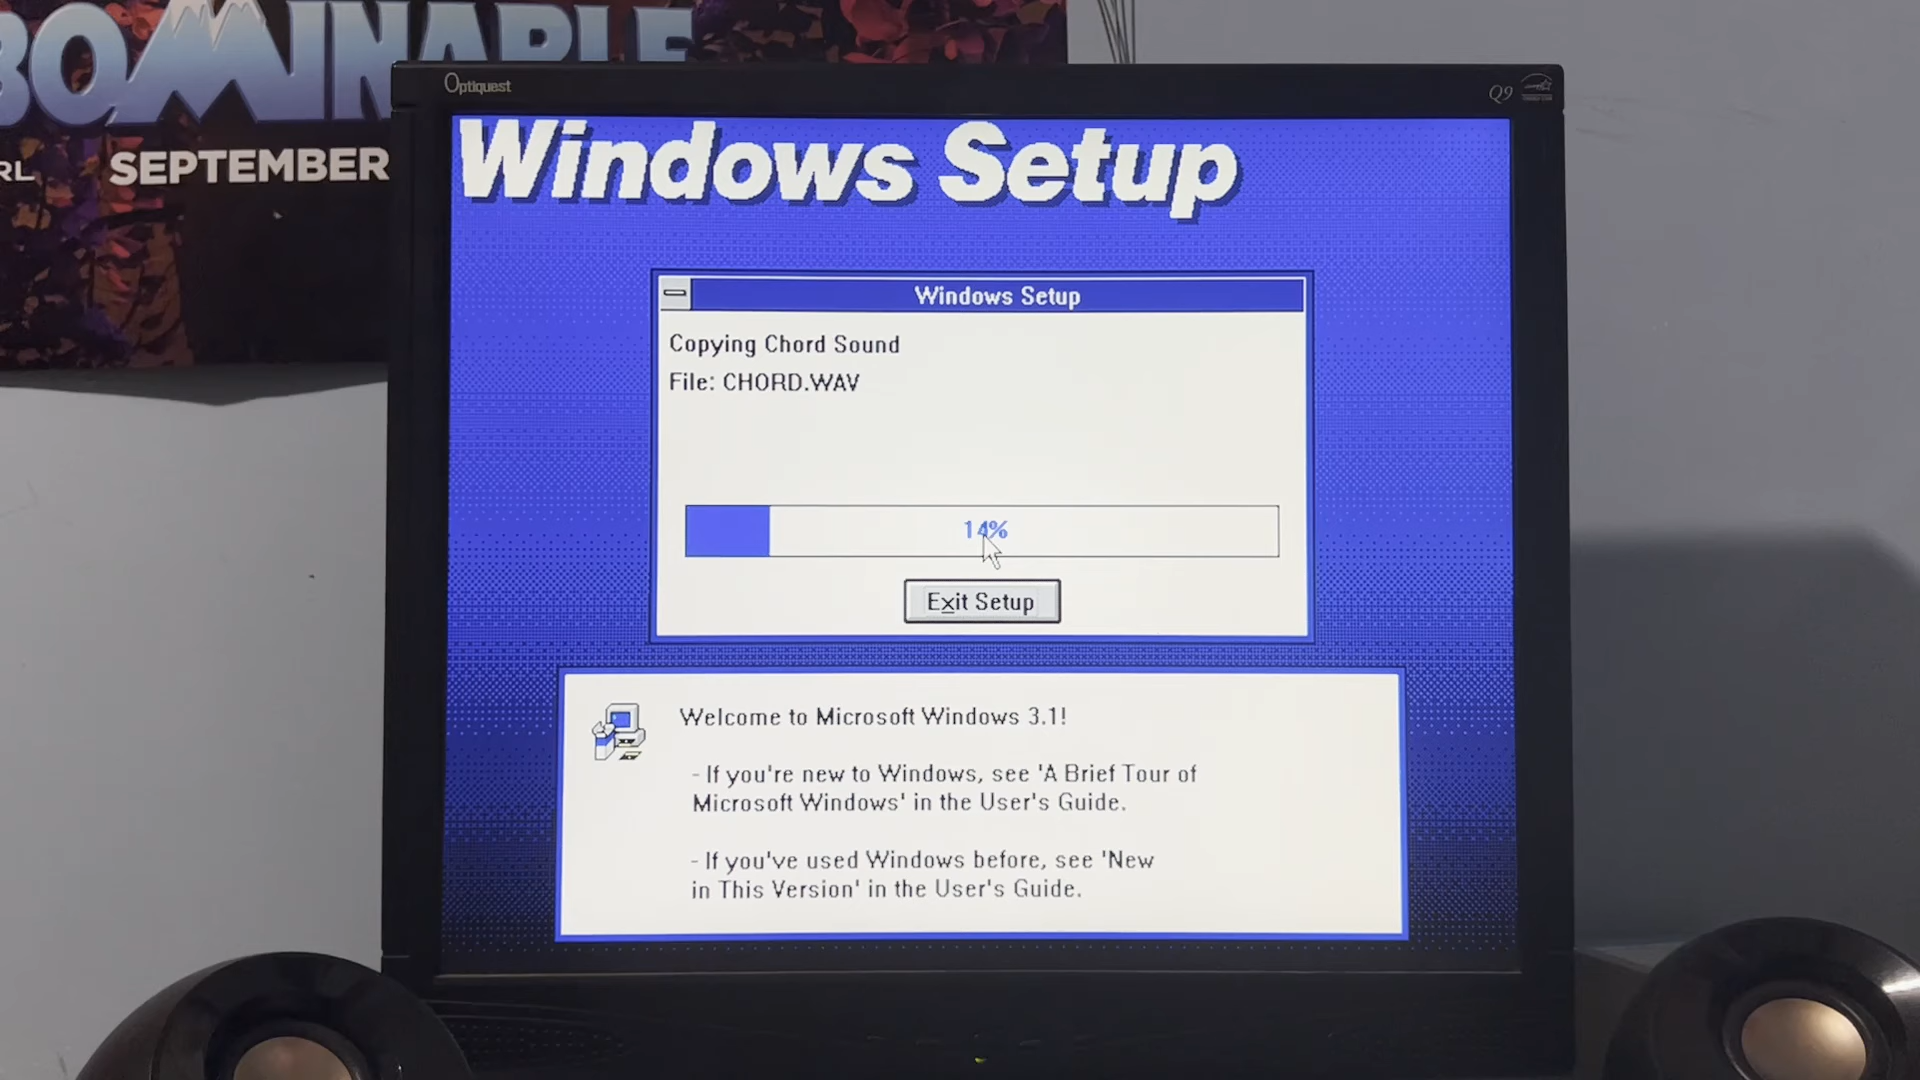 BOMINABLE
RL SEPTEMBER
Optiquest
Q9
Windows Setup
Windows Setup
Copying Chord Sound
File: CHORD.WAV
14%
Exit Setup
Welcome to Microsoft Windows 3.1!
- If you're new to Windows, see 'A Brief Tour of
Microsoft Windows' in the User's Guide.
- If you've used Windows before, see 'New
in This Version' in the User's Guide.